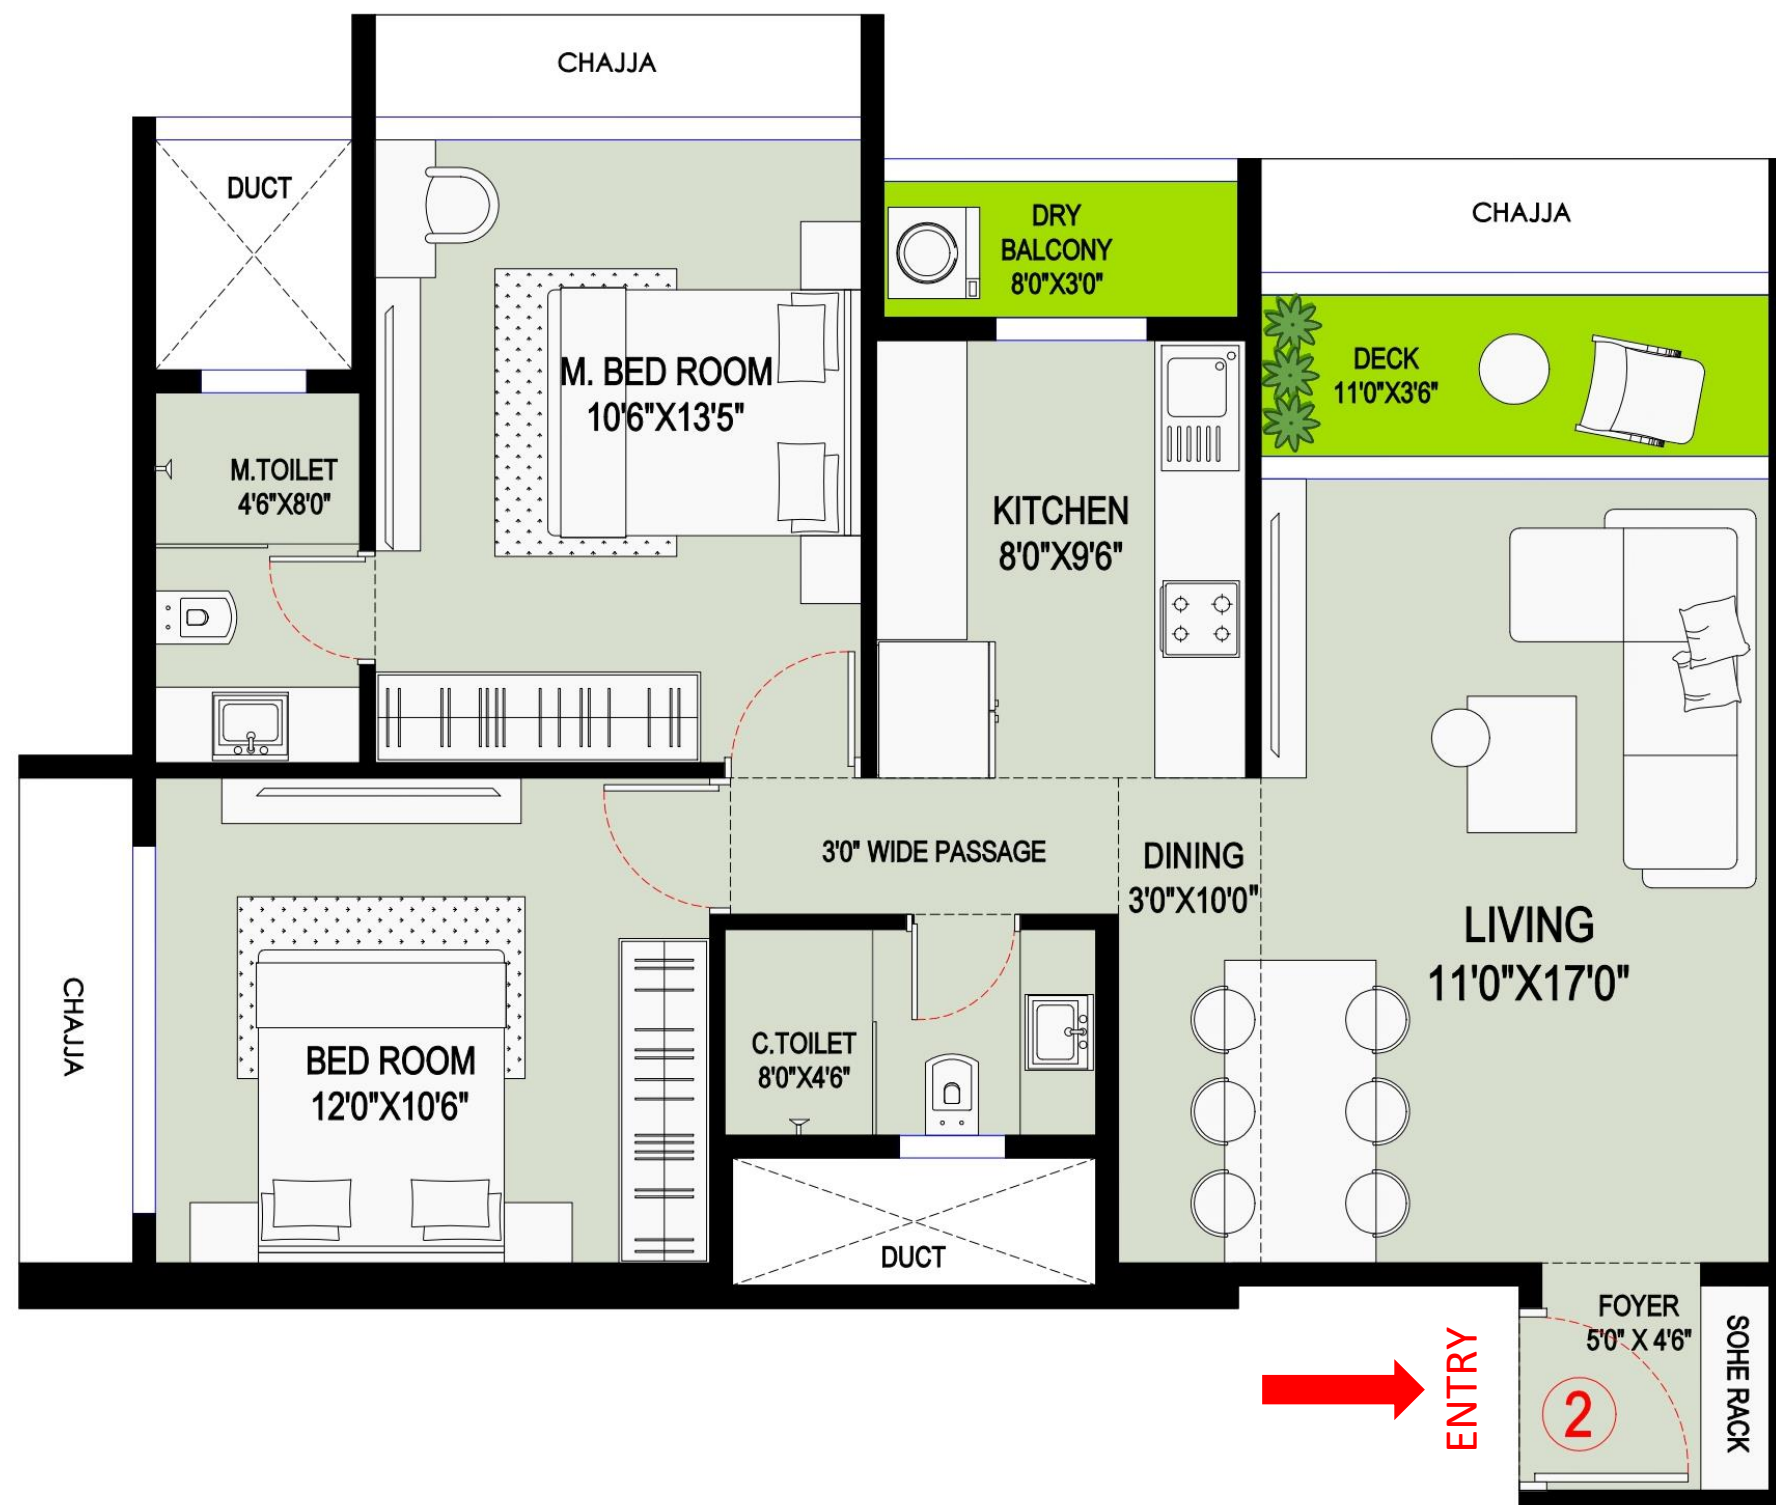 CHAJJA
DUCT
DRY
BALCONY
8'0"X3'0"
CHAJJA
M. BED ROOM
10'6"X13'5"
DECK
11'0"X3'6"
M.TOILET
4'6"X8'0"
KITCHEN
8'0"X9'6"
3'0" WIDE PASSAGE
DINING
3'0"X10'0"
LIVING
11'0"X17'0"
CHAJJA
BED ROOM
12'0"X10'6"
C.TOILET
8'0"X4'6"
DUCT
FOYER
5'0" X 4'6"
SOHE RACK
ENTRY
2